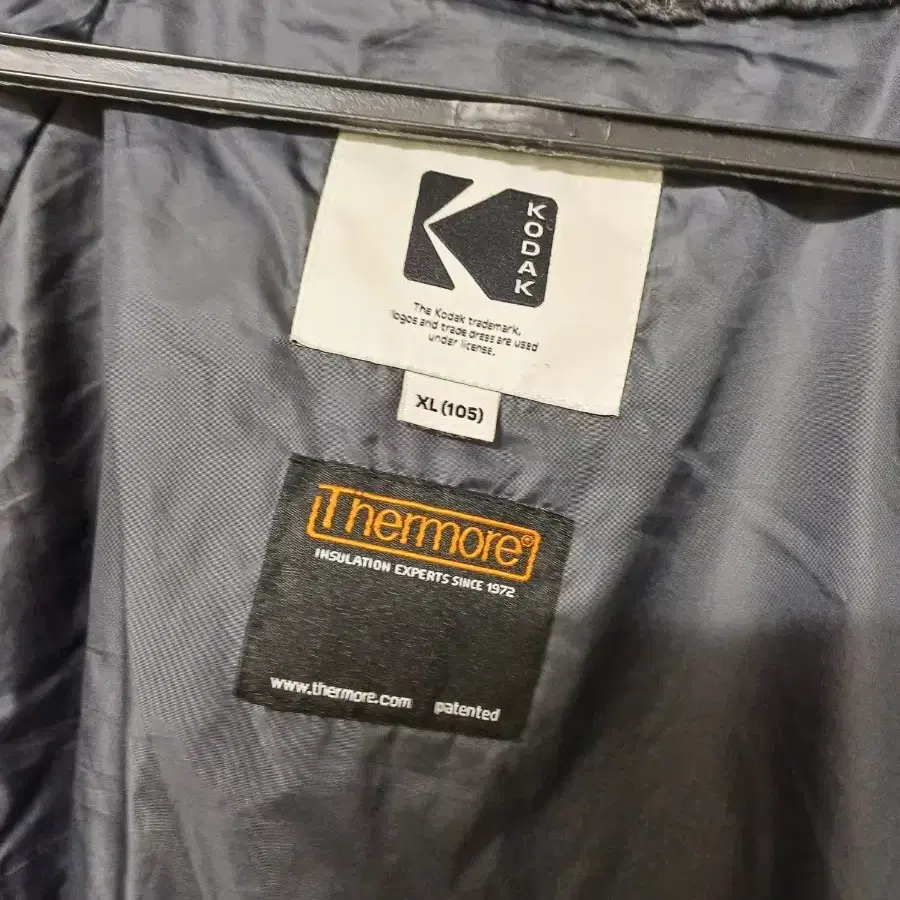 KODAK
The Kodak trademark,
logos and trade dress are used
under license.
XL (105)
Thermore®
INSULATION EXPERTS SINCE 1972
www.thermore.com patented